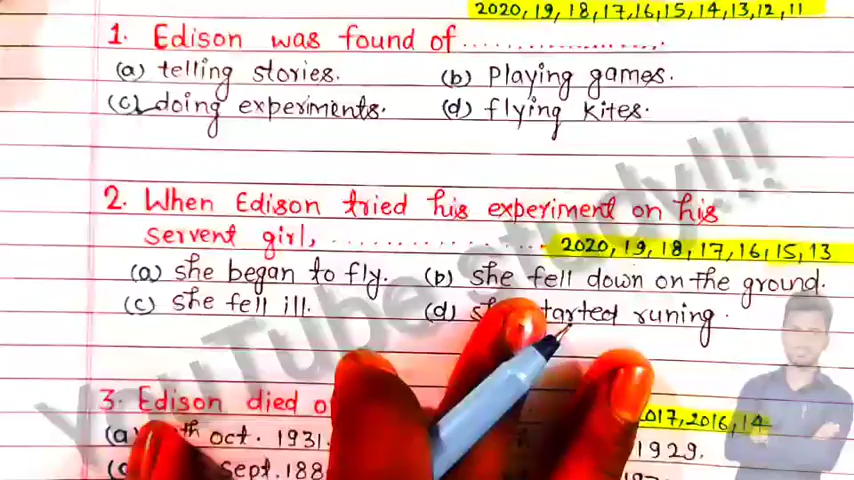 2020, 19, 18, 17, 16, 15, 14, 13, 12, 11
1. Edison was found of
(a) telling stories. (b) Playing games.
(c) doing experiments. (d) flying kites.
2. When Edison tried his experiment on his
servent girl, 2020, 19, 18, 17, 16, 15, 13
(a) she began to fly. (b) she fell down on the ground.
(c) she fell ill. (d) started runing.
3. Edison died 2017, 2016, 14
(a) oct. 1931. 1929.
sept. 188
YouTube study!!!